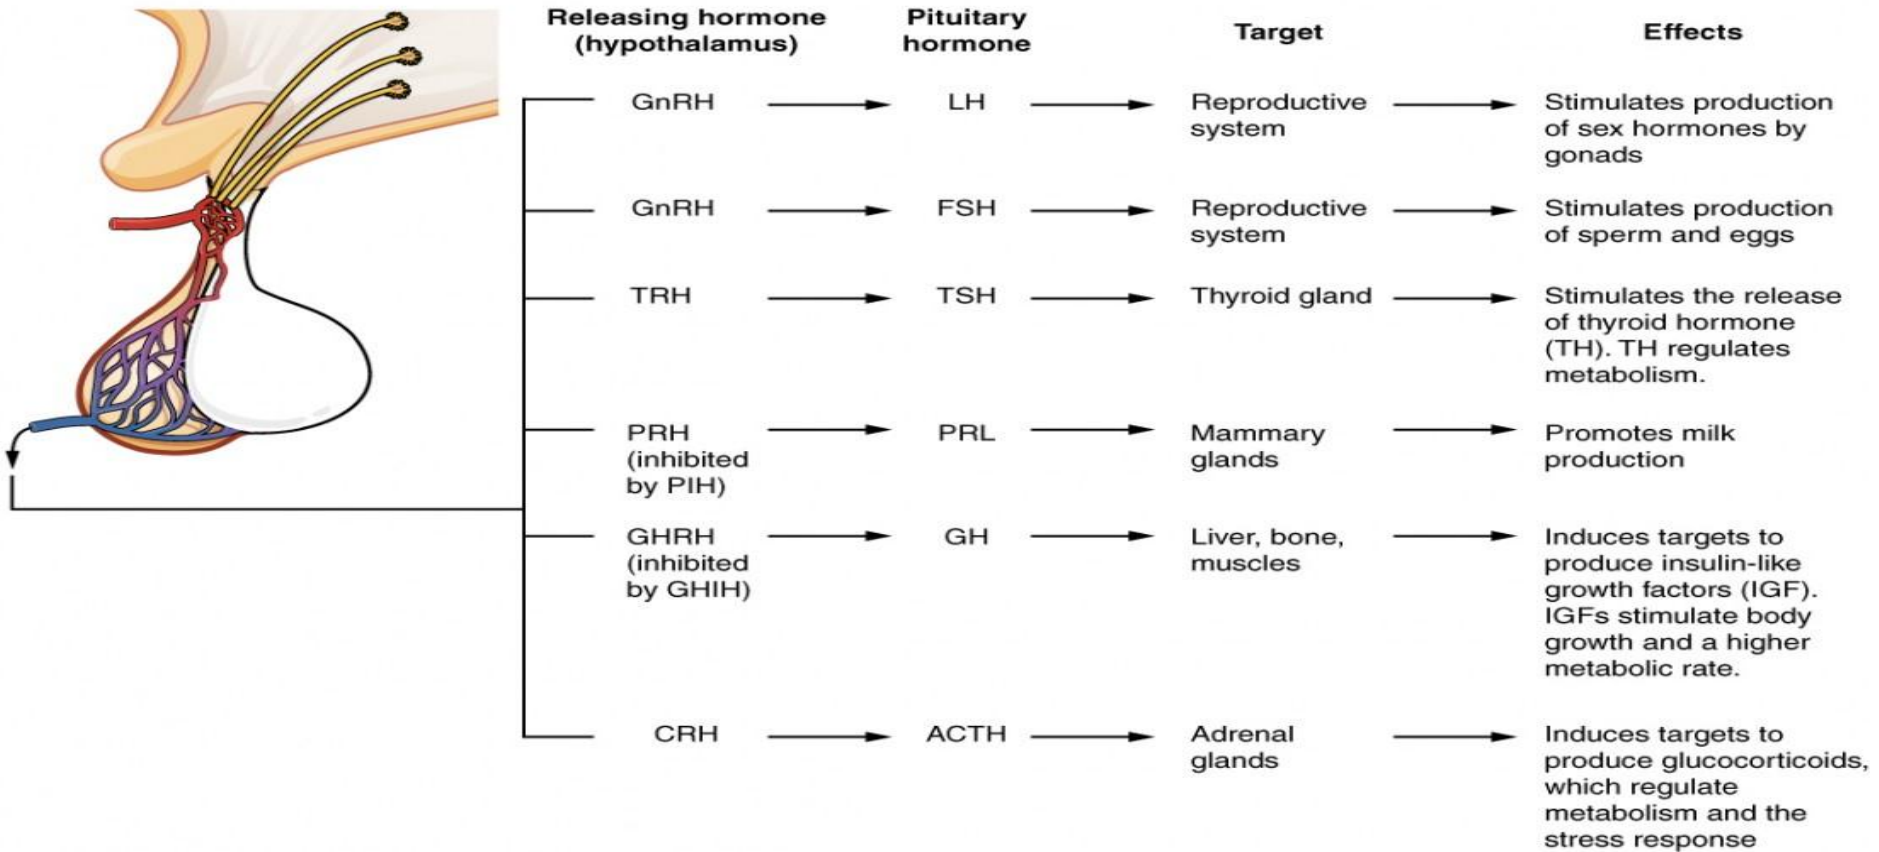 Releasing hormone
(hypothalamus)
Pituitary
hormone
Target
Effects
GnRH
LH
Reproductive
system
Stimulates production
of sex hormones by
gonads
GnRH
FSH
Reproductive
system
Stimulates production
of sperm and eggs
TRH
TSH
Thyroid gland
Stimulates the release
of thyroid hormone
(TH). TH regulates
metabolism.
PRH
(inhibited
by PIH)
PRL
Mammary
glands
Promotes milk
production
GHRH
(inhibited
by GHIH)
GH
Liver, bone,
muscles
Induces targets to
produce insulin-like
growth factors (IGF).
IGFs stimulate body
growth and a higher
metabolic rate.
CRH
ACTH
Adrenal
glands
Induces targets to
produce glucocorticoids,
which regulate
metabolism and the
stress response